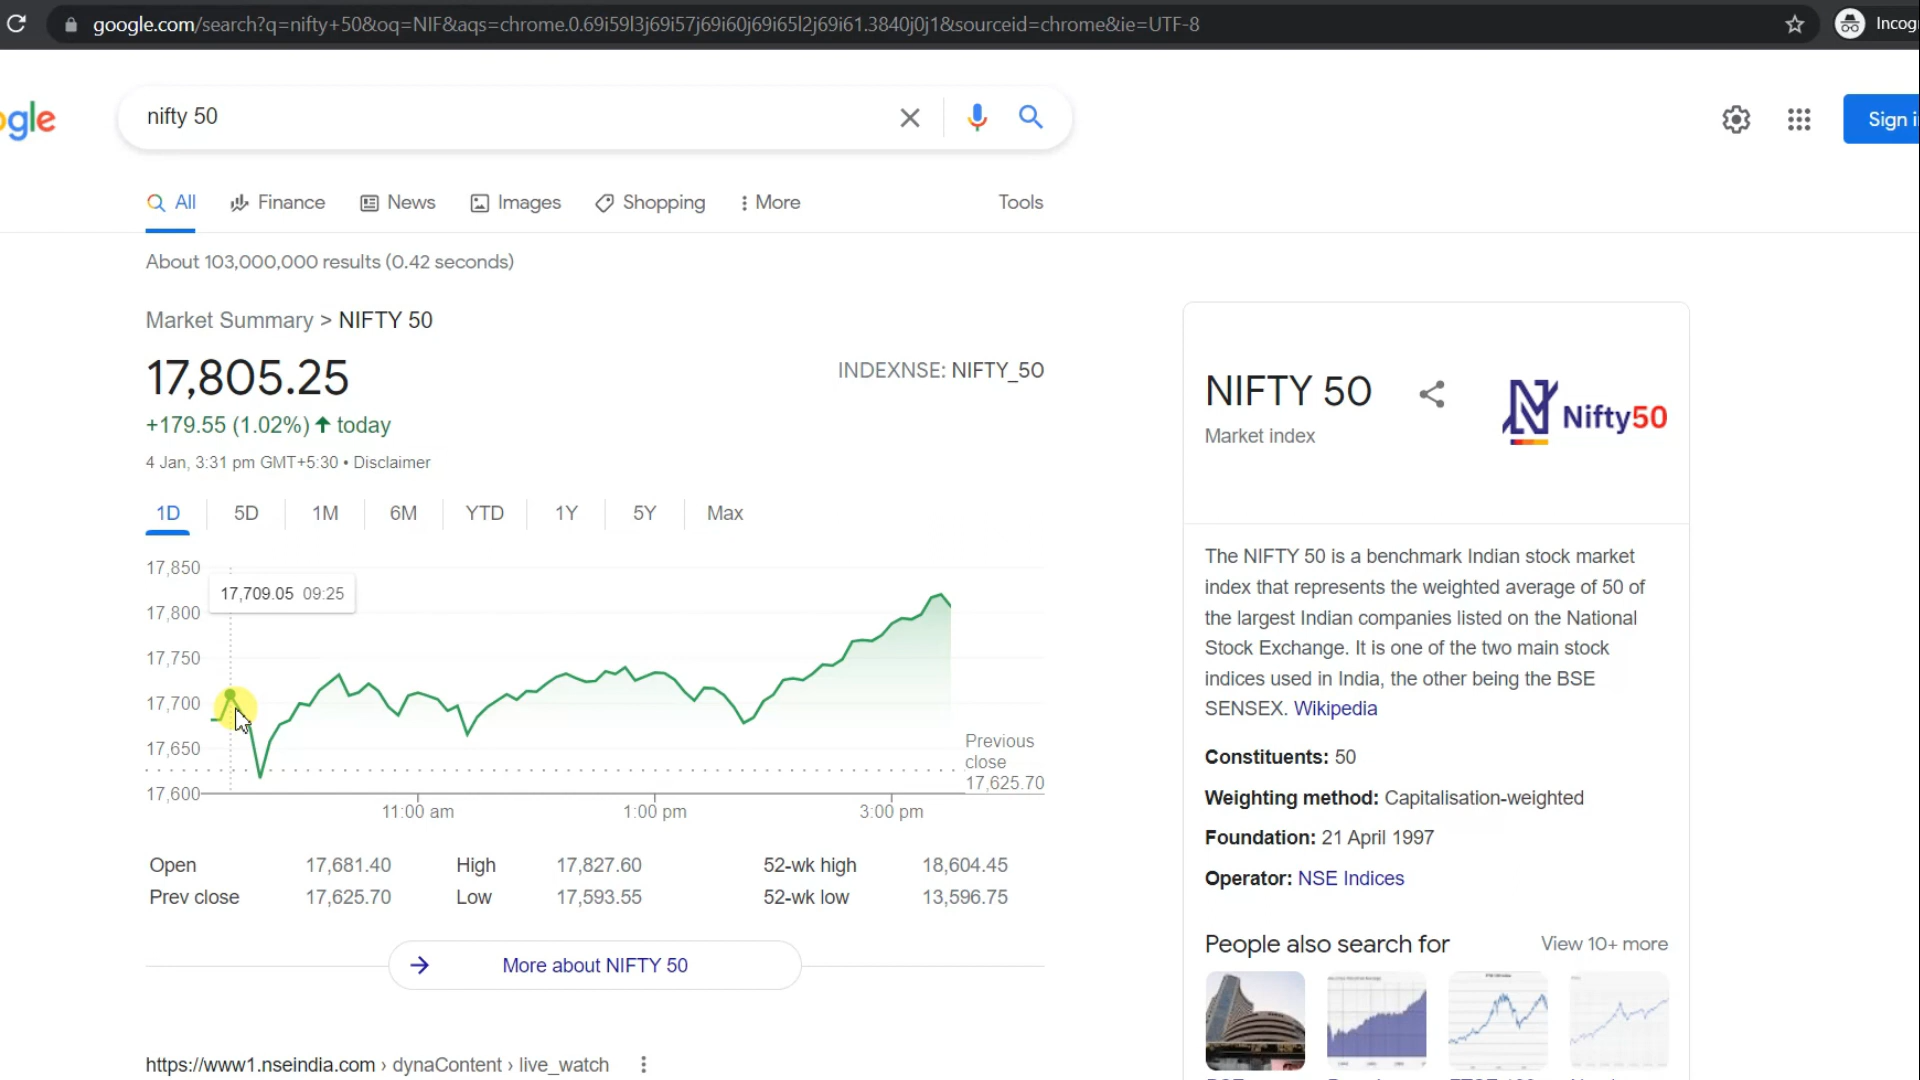 google.com/search?q=nifty+50&oq=NIF&aqs=chrome.0.69i59l3j69i57j69i60j69i65l2j69i61.3840j0j1&sourceid=chrome&ie=UTF-8
Incog
ogle
nifty 50
Sign i
All
Finance
News
Images
Shopping
More
Tools
About 103,000,000 results (0.42 seconds)
Market Summary > NIFTY 50
17,805.25
INDEXNSE: NIFTY_50
+179.55 (1.02%) ↑ today
4 Jan, 3:31 pm GMT+5:30 • Disclaimer
1D
5D
1M
6M
YTD
1Y
5Y
Max
17,850
17,709.05 09:25
17,800
17,750
17,700
17,650
17,600
Previous
close
17,625.70
11:00 am
1:00 pm
3:00 pm
Open 17,681.40 High 17,827.60 52-wk high 18,604.45
Prev close 17,625.70 Low 17,593.55 52-wk low 13,596.75
More about NIFTY 50
https://www1.nseindia.com › dynaContent › live_watch
NIFTY 50
Market index
Nifty50
The NIFTY 50 is a benchmark Indian stock market
index that represents the weighted average of 50 of
the largest Indian companies listed on the National
Stock Exchange. It is one of the two main stock
indices used in India, the other being the BSE
SENSEX. Wikipedia
Constituents: 50
Weighting method: Capitalisation-weighted
Foundation: 21 April 1997
Operator: NSE Indices
People also search for
View 10+ more